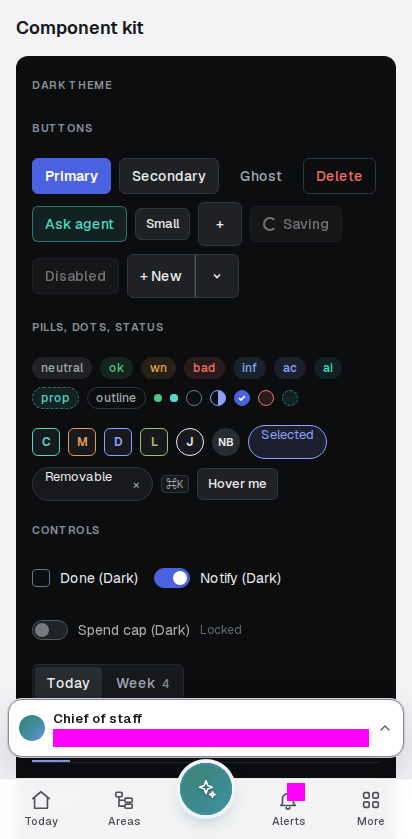 Component kit
DARK THEME
BUTTONS
Primary Secondary Ghost Delete
Ask agent Small + Saving
Disabled + New
PILLS, DOTS, STATUS
neutral ok wn bad inf ac ai
prop outline
C M D L J NB Selected
Removable × ⌘K Hover me
CONTROLS
Done (Dark) Notify (Dark)
Spend cap (Dark) Locked
Today Week 4
Chief of staff
Today Areas Alerts More